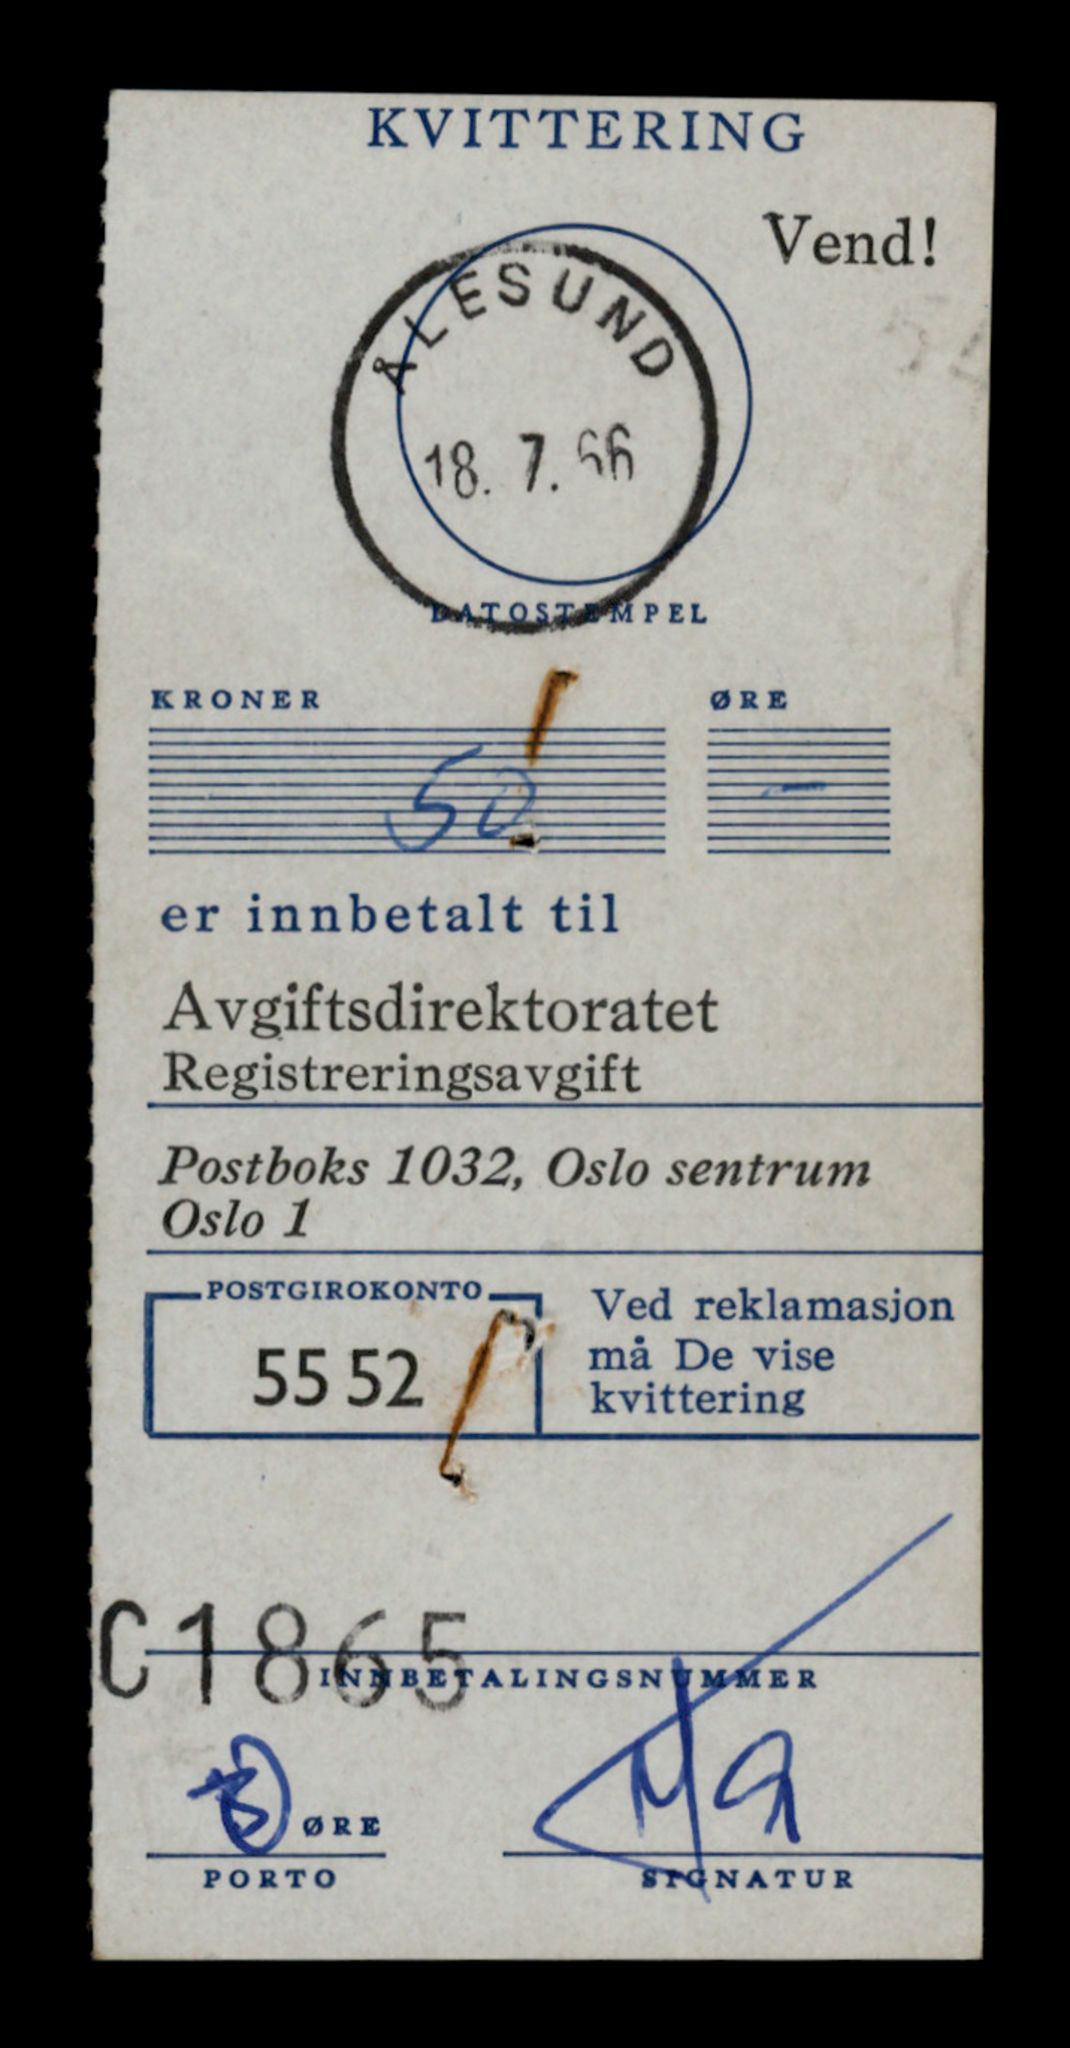 KVITTERING
Vend!
ÅLESUND
18. 7. 66
DATOSTEMPEL
KRONER
ØRE
50
-
er innbetalt til
Avgiftsdirektoratet
Registreringsavgift
Postboks 1032, Oslo sentrum
Oslo 1
POSTGIROKONTO
55 52
Ved reklamasjon
må De vise
kvittering
C1865
INNBETALINGSNUMMER
ØRE
PORTO
SIGNATUR